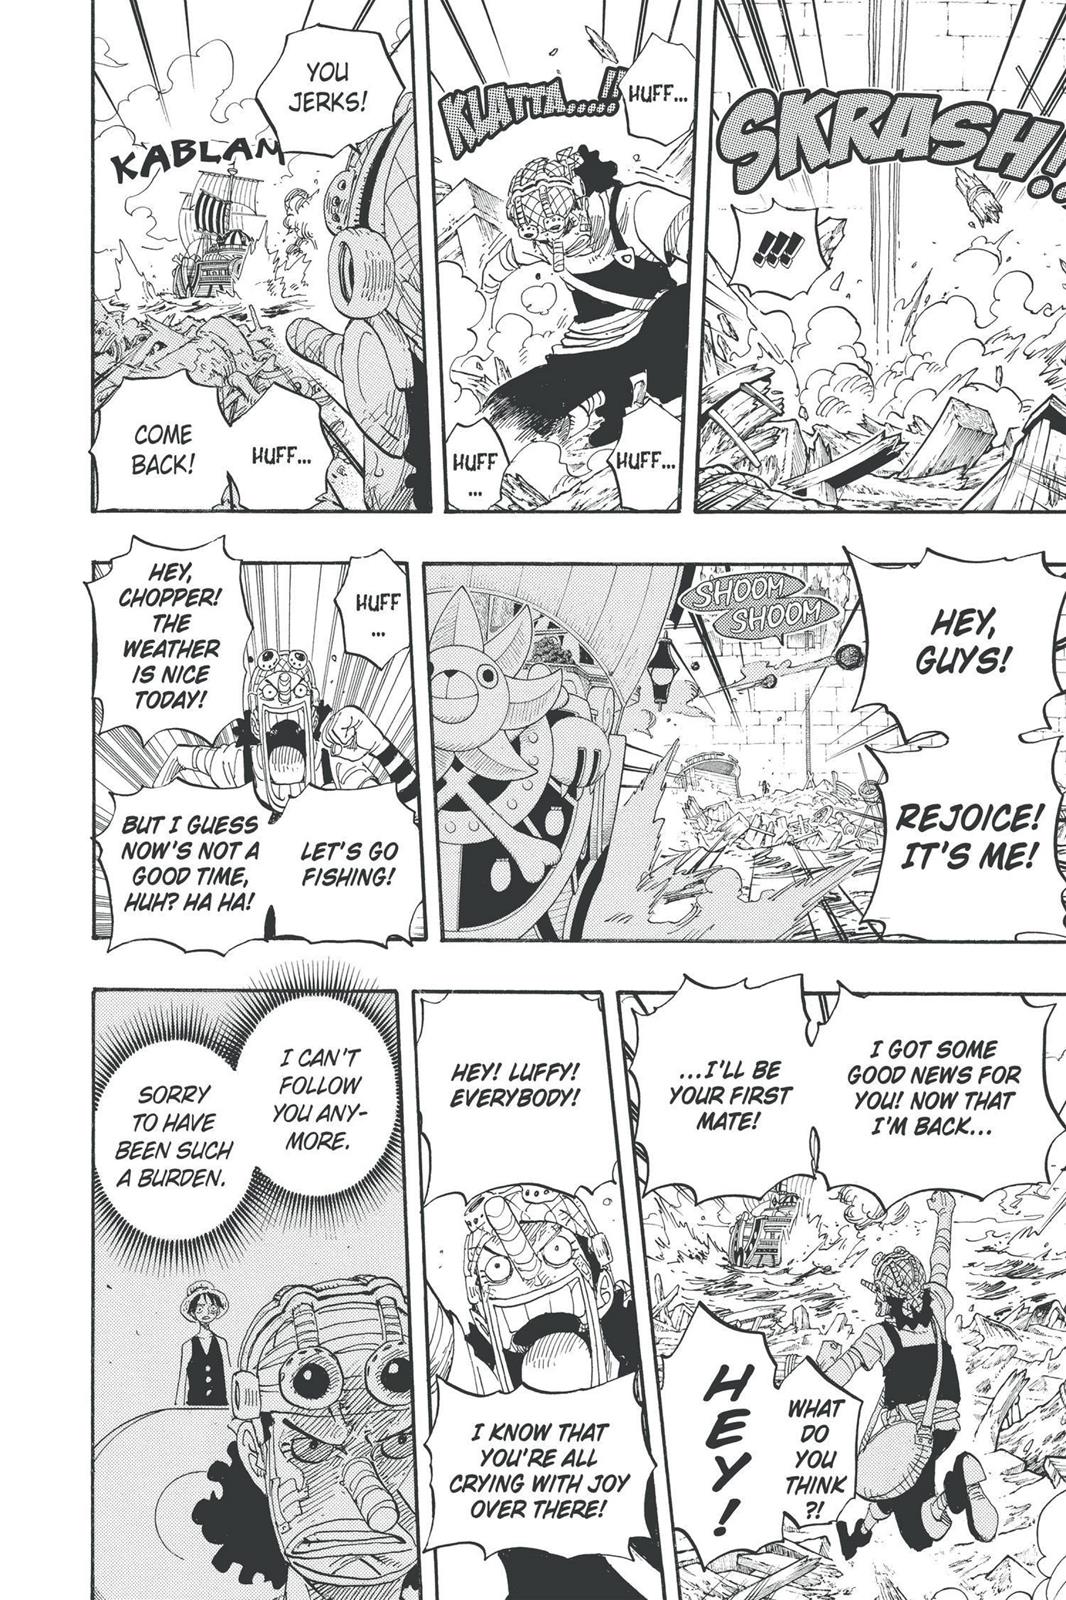 SKRASH!!
!!!
HUFF...
KLATTA...!!
HUFF...
HUFF
...
YOU
JERKS!
KABLAM
HUFF...
COME
BACK!
HEY,
GUYS!
REJOICE!
IT'S ME!
SHOOM
SHOOM
HUFF
...
HEY,
CHOPPER!
THE
WEATHER
IS NICE
TODAY!
LET'S GO
FISHING!
BUT I GUESS
NOW'S NOT A
GOOD TIME,
HUH? HA HA!
I GOT SOME
GOOD NEWS FOR
YOU! NOW THAT
I'M BACK...
...I'LL BE
YOUR FIRST
MATE!
WHAT
DO
YOU
THINK
?!
HEY!
HEY! LUFFY!
EVERYBODY!
I KNOW THAT
YOU'RE ALL
CRYING WITH JOY
OVER THERE!
I CAN'T
FOLLOW
YOU ANY-
MORE.
SORRY
TO HAVE
BEEN SUCH
A BURDEN.